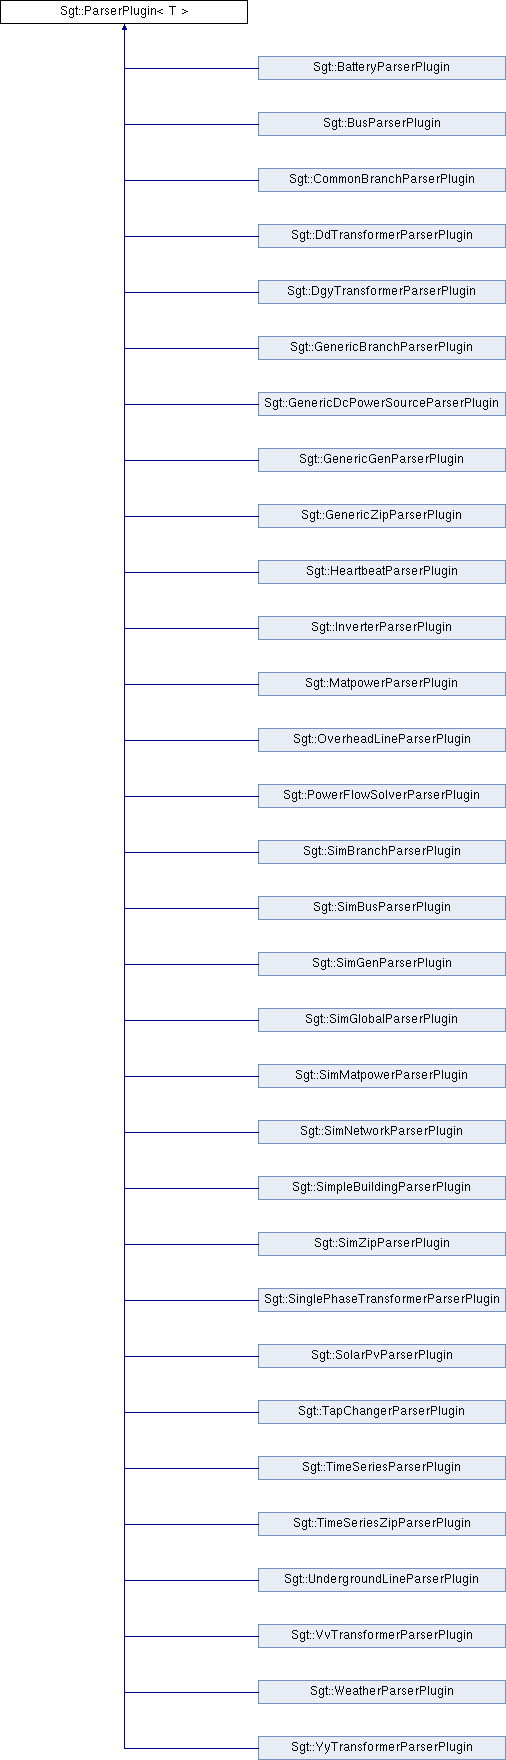 Sgt::ParserPlugin< T >
Sgt::BatteryParserPlugin
Sgt::BusParserPlugin
Sgt::CommonBranchParserPlugin
Sgt::DdTransformerParserPlugin
Sgt::DgyTransformerParserPlugin
Sgt::GenericBranchParserPlugin
Sgt::GenericDcPowerSourceParserPlugin
Sgt::GenericGenParserPlugin
Sgt::GenericZipParserPlugin
Sgt::HeartbeatParserPlugin
Sgt::InverterParserPlugin
Sgt::MatpowerParserPlugin
Sgt::OverheadLineParserPlugin
Sgt::PowerFlowSolverParserPlugin
Sgt::SimBranchParserPlugin
Sgt::SimBusParserPlugin
Sgt::SimGenParserPlugin
Sgt::SimGlobalParserPlugin
Sgt::SimMatpowerParserPlugin
Sgt::SimNetworkParserPlugin
Sgt::SimpleBuildingParserPlugin
Sgt::SimZipParserPlugin
Sgt::SinglePhaseTransformerParserPlugin
Sgt::SolarPvParserPlugin
Sgt::TapChangerParserPlugin
Sgt::TimeSeriesParserPlugin
Sgt::TimeSeriesZipParserPlugin
Sgt::UndergroundLineParserPlugin
Sgt::VvTransformerParserPlugin
Sgt::WeatherParserPlugin
Sgt::YyTransformerParserPlugin